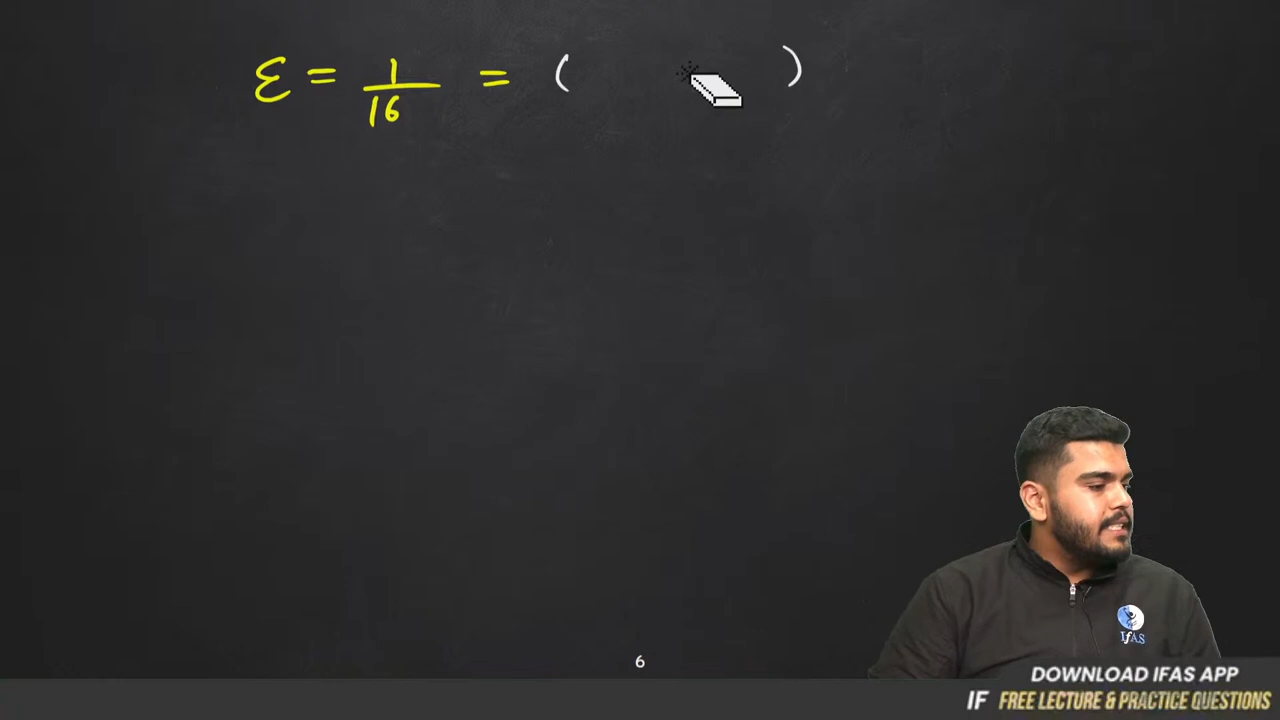 ε = 1/16 = ( )
IfAS
6
DOWNLOAD IFAS APP
IF FREE LECTURE & PRACTICE QUESTIONS